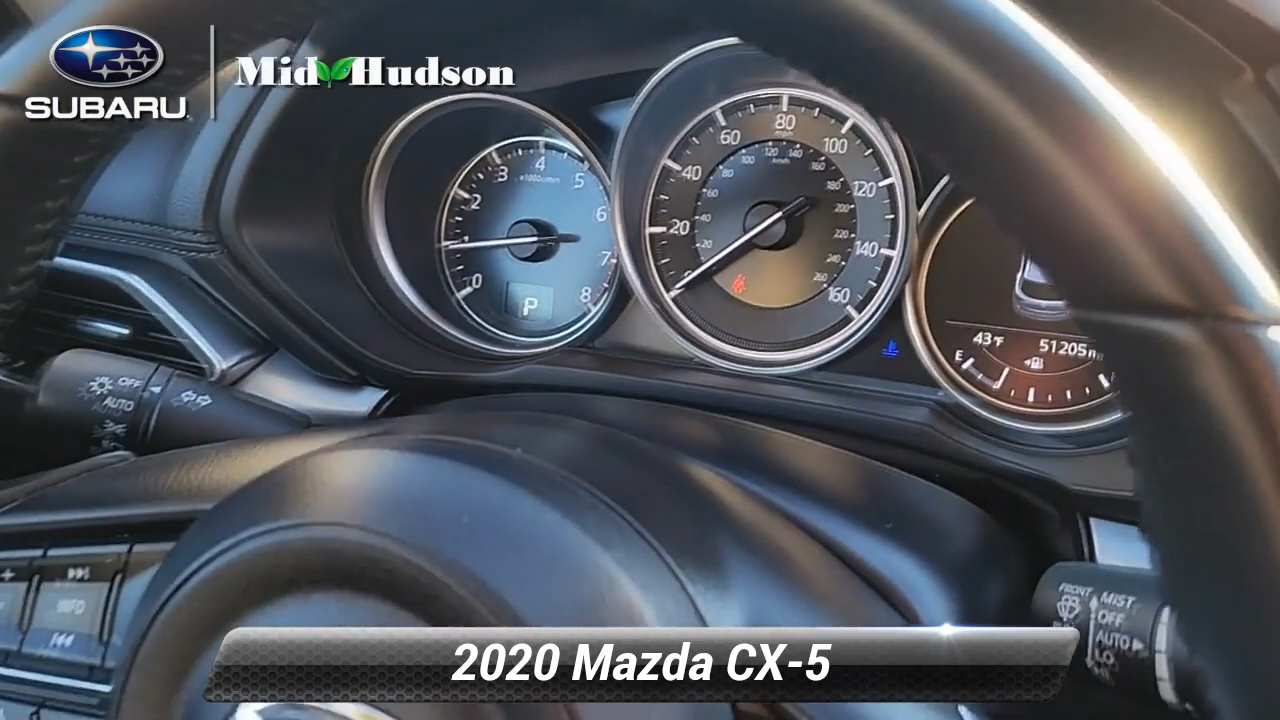 SUBARU
Mid Hudson
0 1 2 3 4 5 6 7 8
x1000r/min
P
20 40 60 80 100 120 140 160
mph
20 40 60 80 100 120 140 160 180 200 220 240 260
km/h
43°F
51205
E
OFF
AUTO
INFO
FRONT
MIST
OFF
AUTO
LO
2020 Mazda CX-5